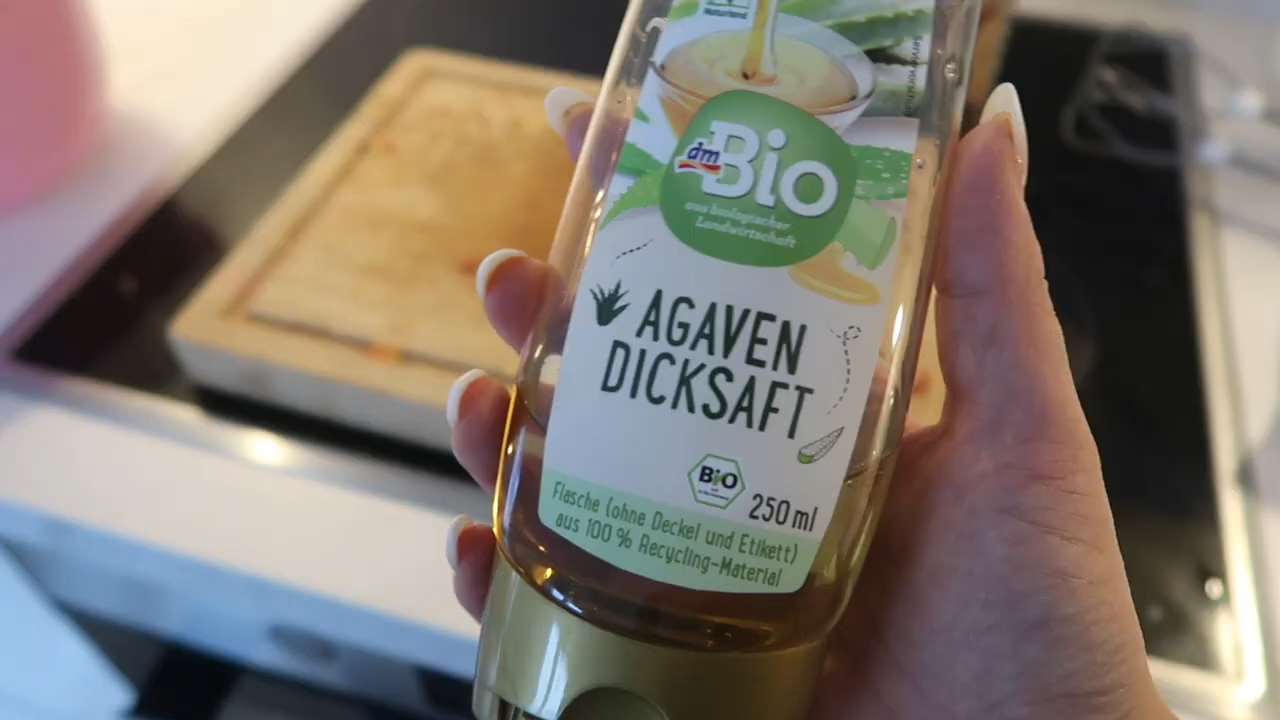 Naturland
dm Bio
aus biologischer
Landwirtschaft
AGAVEN
DICKSAFT
Bio
250 ml
Flasche (ohne Deckel und Etikett)
aus 100 % Recycling-Material